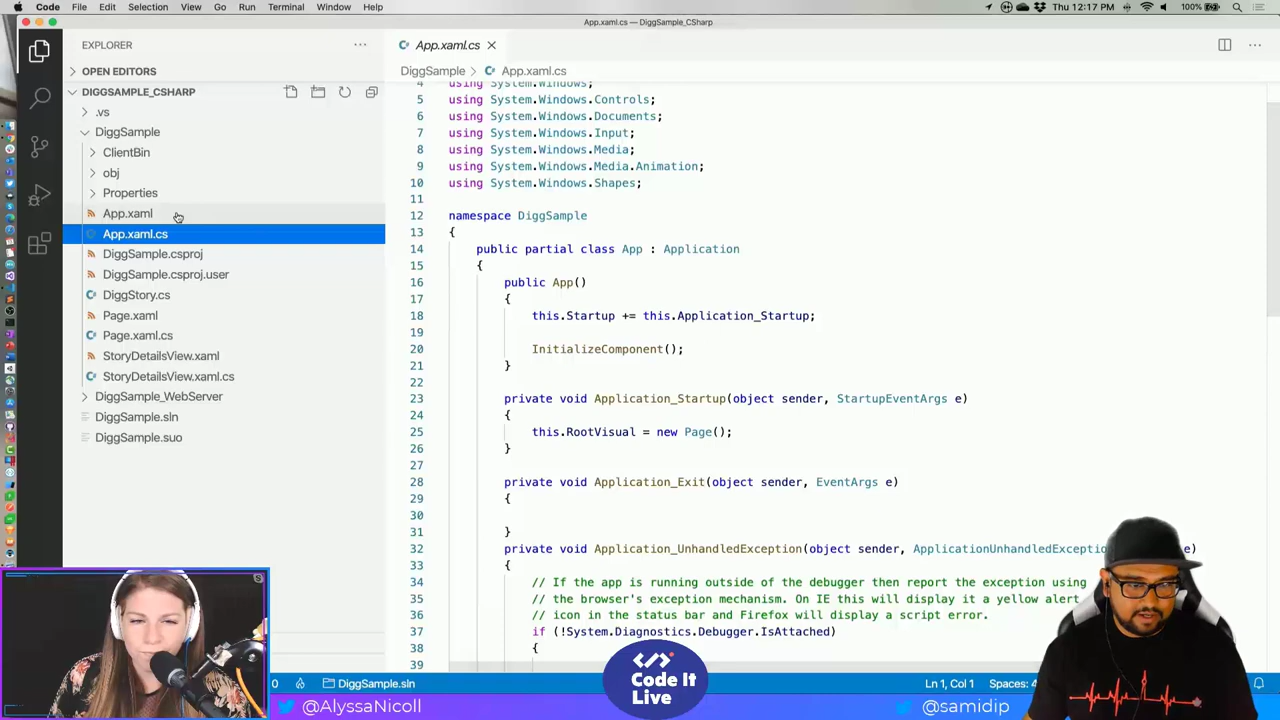 Code File Edit Selection View Go Run Terminal Window Help
100% Thu 12:17 PM
App.xaml.cs — DiggSample_CSharp
EXPLORER
App.xaml.cs
OPEN EDITORS
DiggSample > App.xaml.cs
DIGGSAMPLE_CSHARP
.vs
DiggSample
ClientBin
obj
Properties
App.xaml
App.xaml.cs
DiggSample.csproj
DiggSample.csproj.user
DiggStory.cs
Page.xaml
Page.xaml.cs
StoryDetailsView.xaml
StoryDetailsView.xaml.cs
DiggSample_WebServer
DiggSample.sln
DiggSample.suo
4 using System.Windows;
5 using System.Windows.Controls;
6 using System.Windows.Documents;
7 using System.Windows.Input;
8 using System.Windows.Media;
9 using System.Windows.Media.Animation;
10 using System.Windows.Shapes;
11
12 namespace DiggSample
13 {
14 public partial class App : Application
15 {
16 public App()
17 {
18 this.Startup += this.Application_Startup;
19
20 InitializeComponent();
21 }
22
23 private void Application_Startup(object sender, StartupEventArgs e)
24 {
25 this.RootVisual = new Page();
26 }
27
28 private void Application_Exit(object sender, EventArgs e)
29 {
30
31 }
32 private void Application_UnhandledException(object sender, ApplicationUnhandledExceptio e)
33 {
34 // If the app is running outside of the debugger then report the exception using
35 // the browser's exception mechanism. On IE this will display it a yellow alert
36 // icon in the status bar and Firefox will display a script error.
37 if (!System.Diagnostics.Debugger.IsAttached)
38 {
39
0 DiggSample.sln
Ln 1, Col 1 Spaces:
Code It
Live
@AlyssaNicoll
@samidip